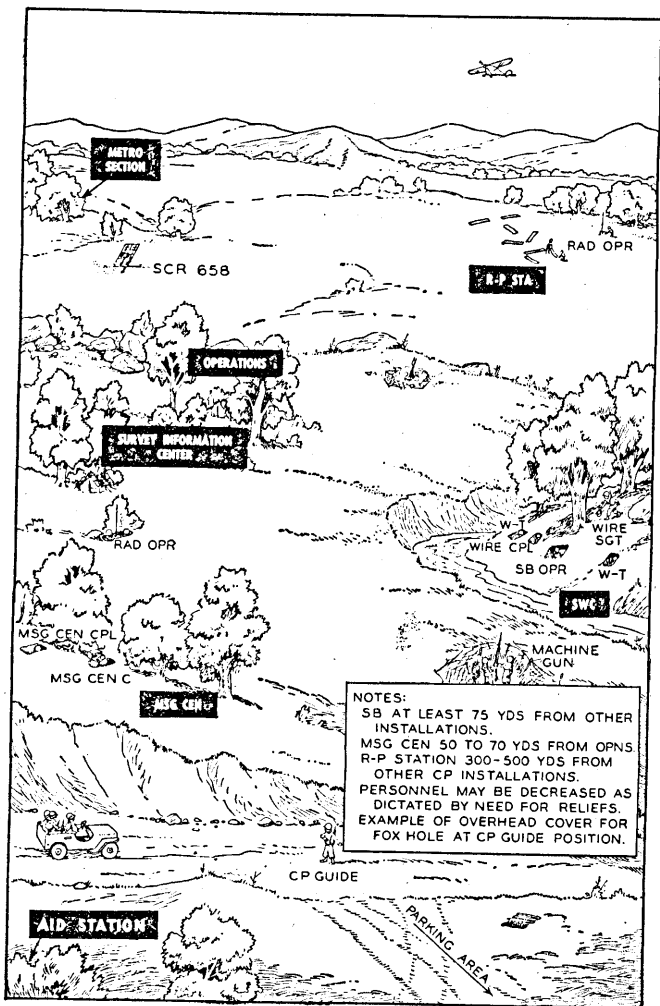 METRO
SECTION
SCR 658
RAD OPR
R-P STA
OPERATIONS
SURVEY INFORMATION
CENTER
RAD OPR
W-T
WIRE CPL
WIRE
SGT
SB OPR
W-T
SWC
MSG CEN CPL
MSG CEN C
MSG CEN
MACHINE
GUN
NOTES:
SB AT LEAST 75 YDS FROM OTHER
INSTALLATIONS.
MSG CEN 50 TO 70 YDS FROM OPNS.
R-P STATION 300-500 YDS FROM
OTHER CP INSTALLATIONS.
PERSONNEL MAY BE DECREASED AS
DICTATED BY NEED FOR RELIEFS.
EXAMPLE OF OVERHEAD COVER FOR
FOX HOLE AT CP GUIDE POSITION.
CP GUIDE
AID STATION
PARKING AREA